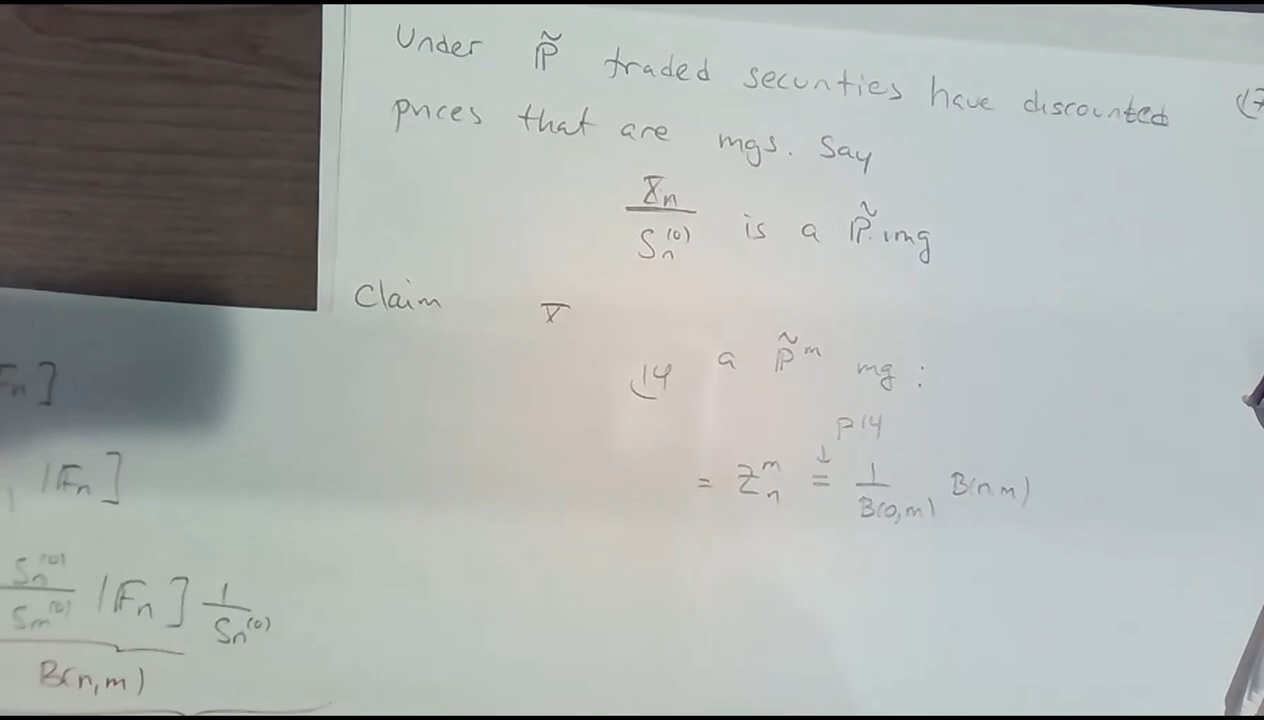 Under P̃ traded securities have discounted (7
prices that are mgs. Say
X_n / S_n^(0) is a P̃ mg
Claim X
14 a P̃^m mg :
P14
= Z_n^m = 1 / B(0,m) B(n,m)
F_n ]
| F_n ]
S_n^(0) / S_m^(0) | F_n ] 1 / S_n^(0)
B(n,m)